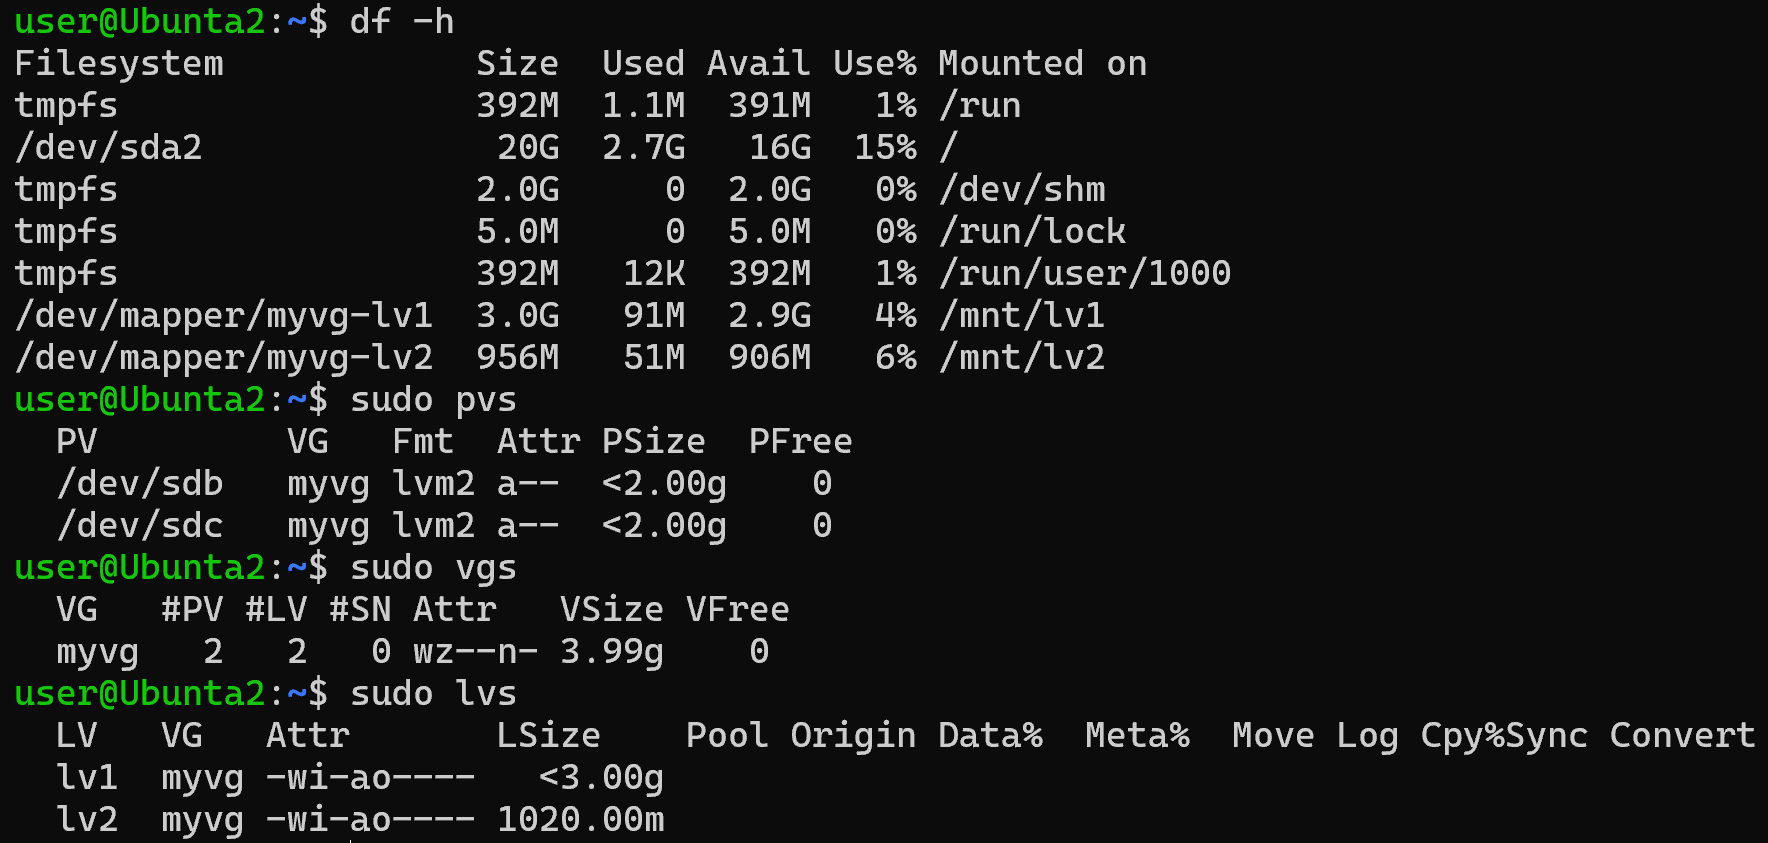 user@Ubunta2:~$ df -h
Filesystem            Size  Used Avail Use% Mounted on
tmpfs                 392M  1.1M  391M   1% /run
/dev/sda2              20G  2.7G   16G  15% /
tmpfs                 2.0G     0  2.0G   0% /dev/shm
tmpfs                 5.0M     0  5.0M   0% /run/lock
tmpfs                 392M   12K  392M   1% /run/user/1000
/dev/mapper/myvg-lv1  3.0G   91M  2.9G   4% /mnt/lv1
/dev/mapper/myvg-lv2  956M   51M  906M   6% /mnt/lv2
user@Ubunta2:~$ sudo pvs
  PV         VG   Fmt  Attr PSize  PFree
  /dev/sdb   myvg lvm2 a--  <2.00g    0
  /dev/sdc   myvg lvm2 a--  <2.00g    0
user@Ubunta2:~$ sudo vgs
  VG   #PV #LV #SN Attr   VSize VFree
  myvg   2   2   0 wz--n- 3.99g    0
user@Ubunta2:~$ sudo lvs
  LV   VG   Attr       LSize    Pool Origin Data%  Meta%  Move Log Cpy%Sync Convert
  lv1  myvg -wi-ao----   <3.00g
  lv2  myvg -wi-ao---- 1020.00m